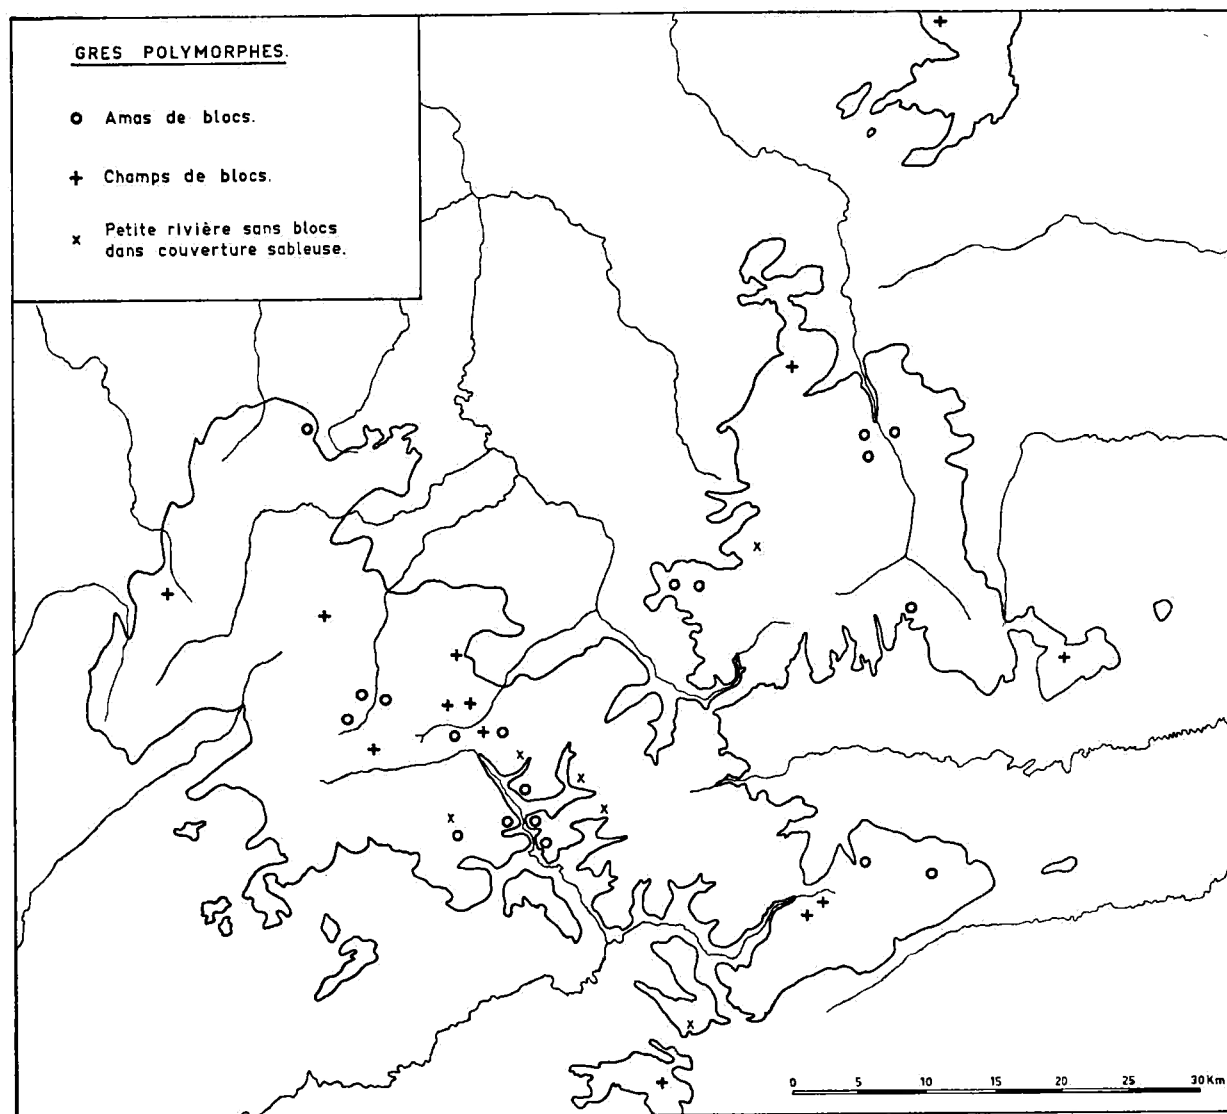 GRES POLYMORPHES.
o Amas de blocs.
+ Champs de blocs.
x Petite rivière sans blocs
dans couverture sableuse.
0 5 10 15 20 25 30 Km